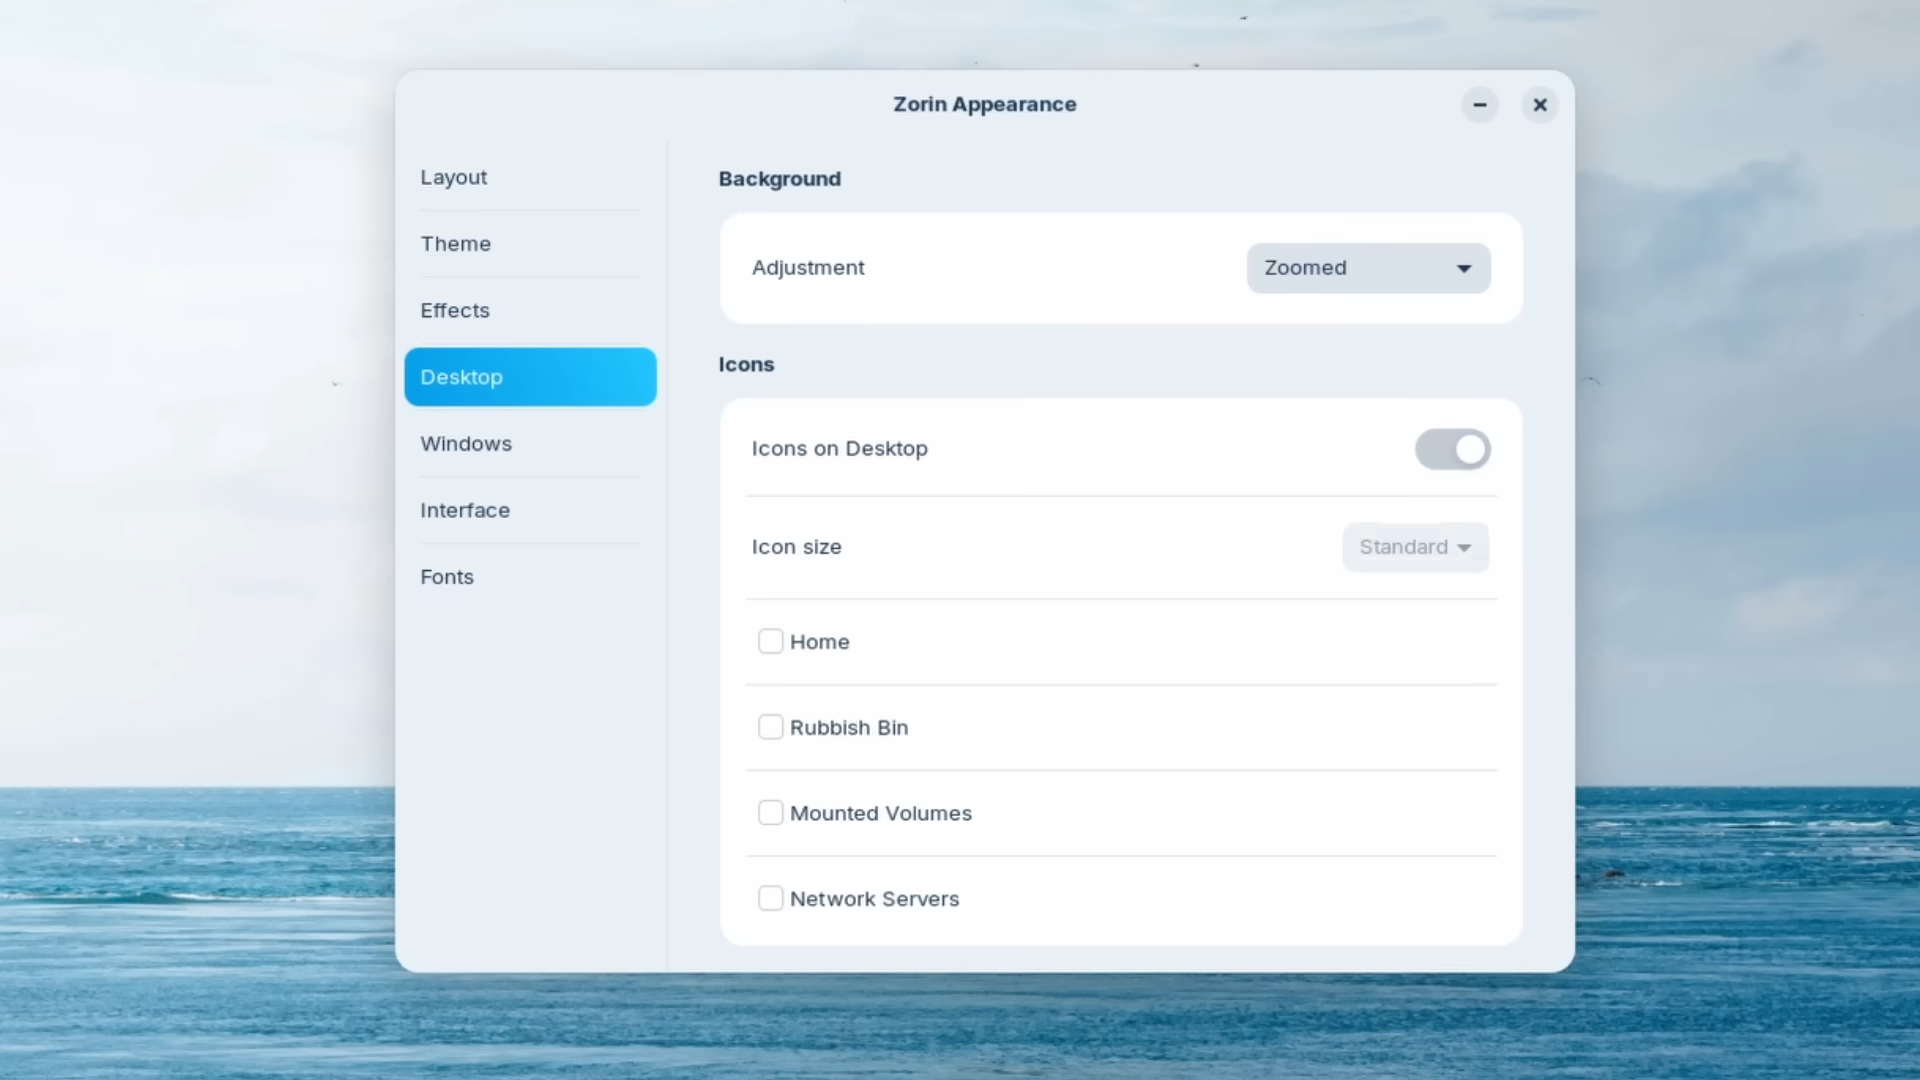 Zorin Appearance
Layout
Theme
Effects
Desktop
Windows
Interface
Fonts
Background
Adjustment
Zoomed
Icons
Icons on Desktop
Icon size
Standard
Home
Rubbish Bin
Mounted Volumes
Network Servers